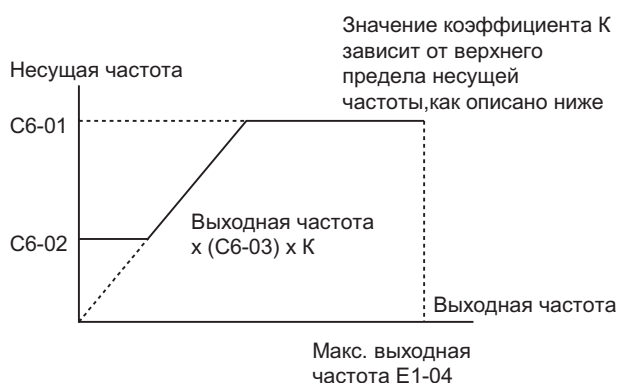 Значение коэффициента К
зависит от верхнего
предела несущей
частоты,как описано ниже
Несущая частота
C6-01
C6-02
Выходная частота
x (C6-03) x К
Выходная частота
Макс. выходная
частота E1-04